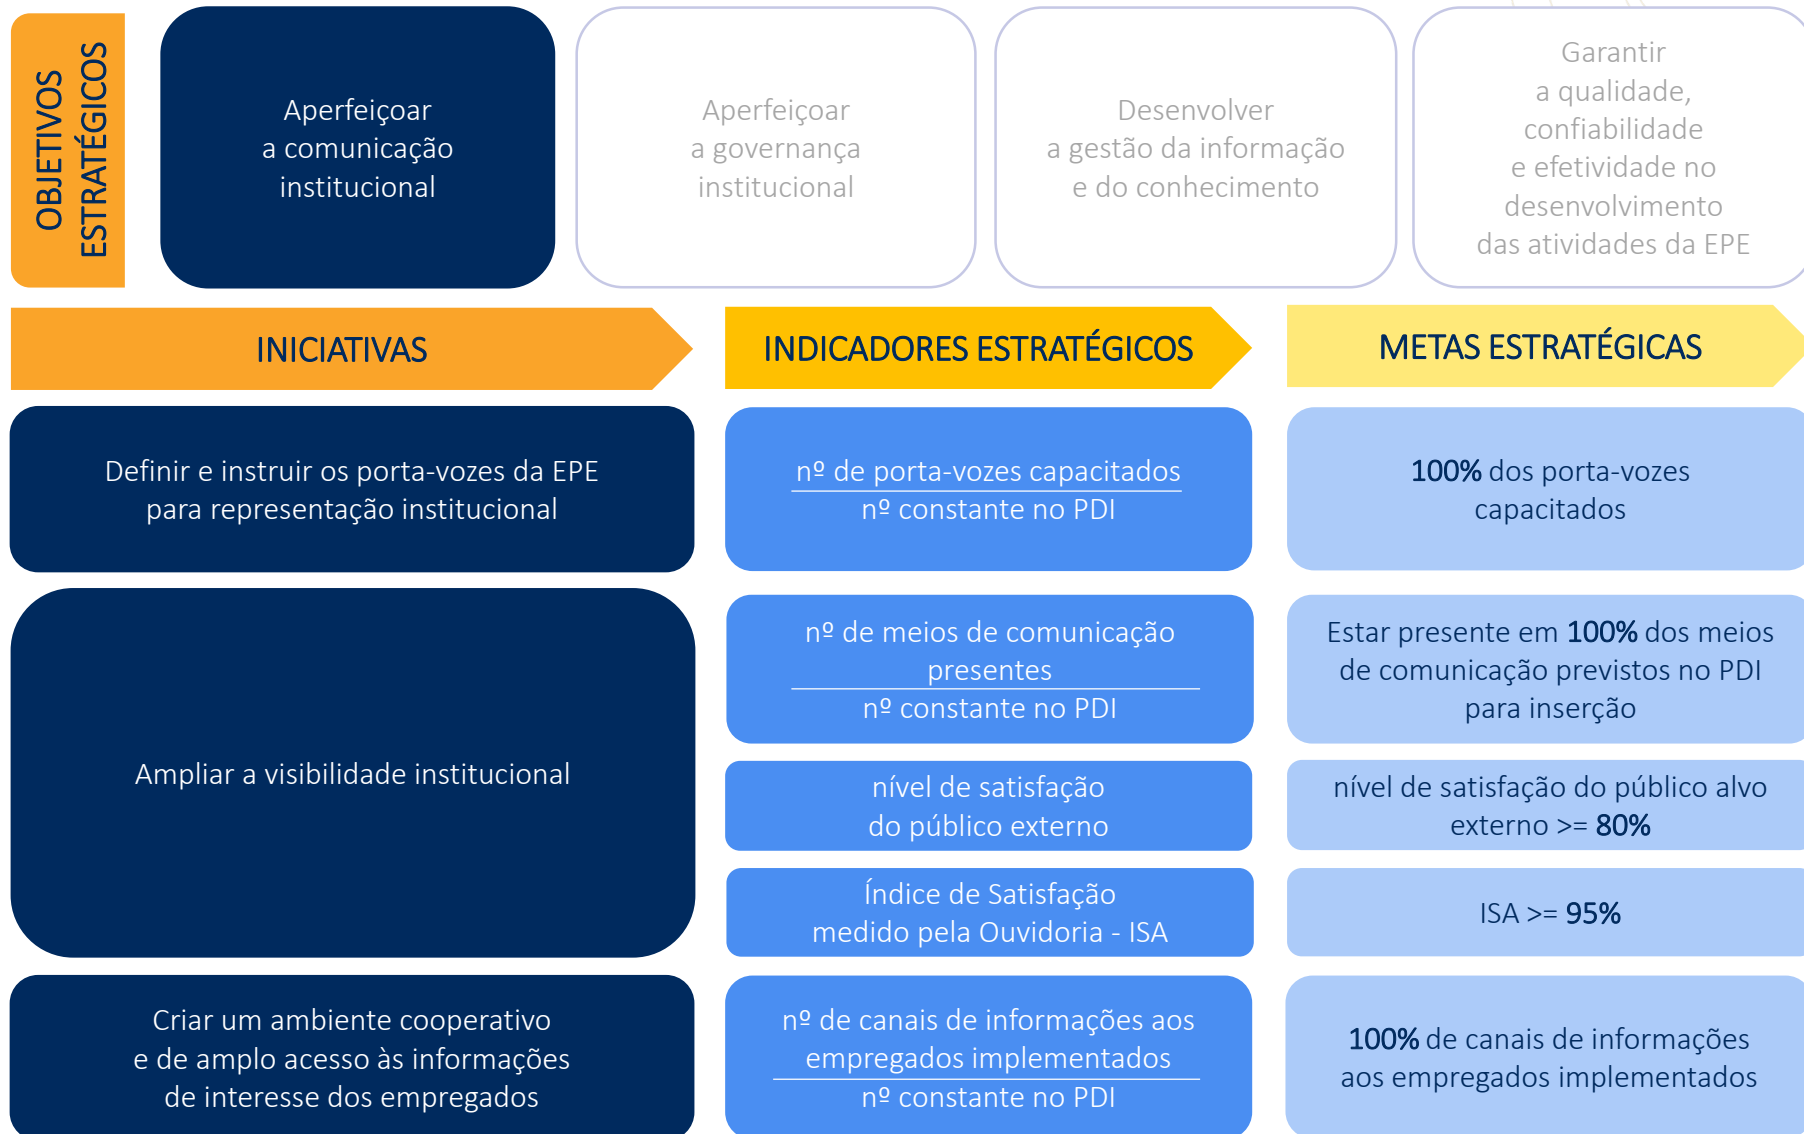 OBJETIVOS
ESTRATÉGICOS
Aperfeiçoar
a comunicação
institucional
Aperfeiçoar
a governança
institucional
Desenvolver
a gestão da informação
e do conhecimento
Garantir
a qualidade,
confiabilidade
e efetividade no
desenvolvimento
das atividades da EPE
INICIATIVAS
INDICADORES ESTRATÉGICOS
METAS ESTRATÉGICAS
Definir e instruir os porta-vozes da EPE
para representação institucional
nº de porta-vozes capacitados
nº constante no PDI
100% dos porta-vozes
capacitados
Ampliar a visibilidade institucional
nº de meios de comunicação
presentes
nº constante no PDI
Estar presente em 100% dos meios
de comunicação previstos no PDI
para inserção
nível de satisfação
do público externo
nível de satisfação do público alvo
externo >= 80%
Índice de Satisfação
medido pela Ouvidoria - ISA
ISA >= 95%
Criar um ambiente cooperativo
e de amplo acesso às informações
de interesse dos empregados
nº de canais de informações aos
empregados implementados
nº constante no PDI
100% de canais de informações
aos empregados implementados